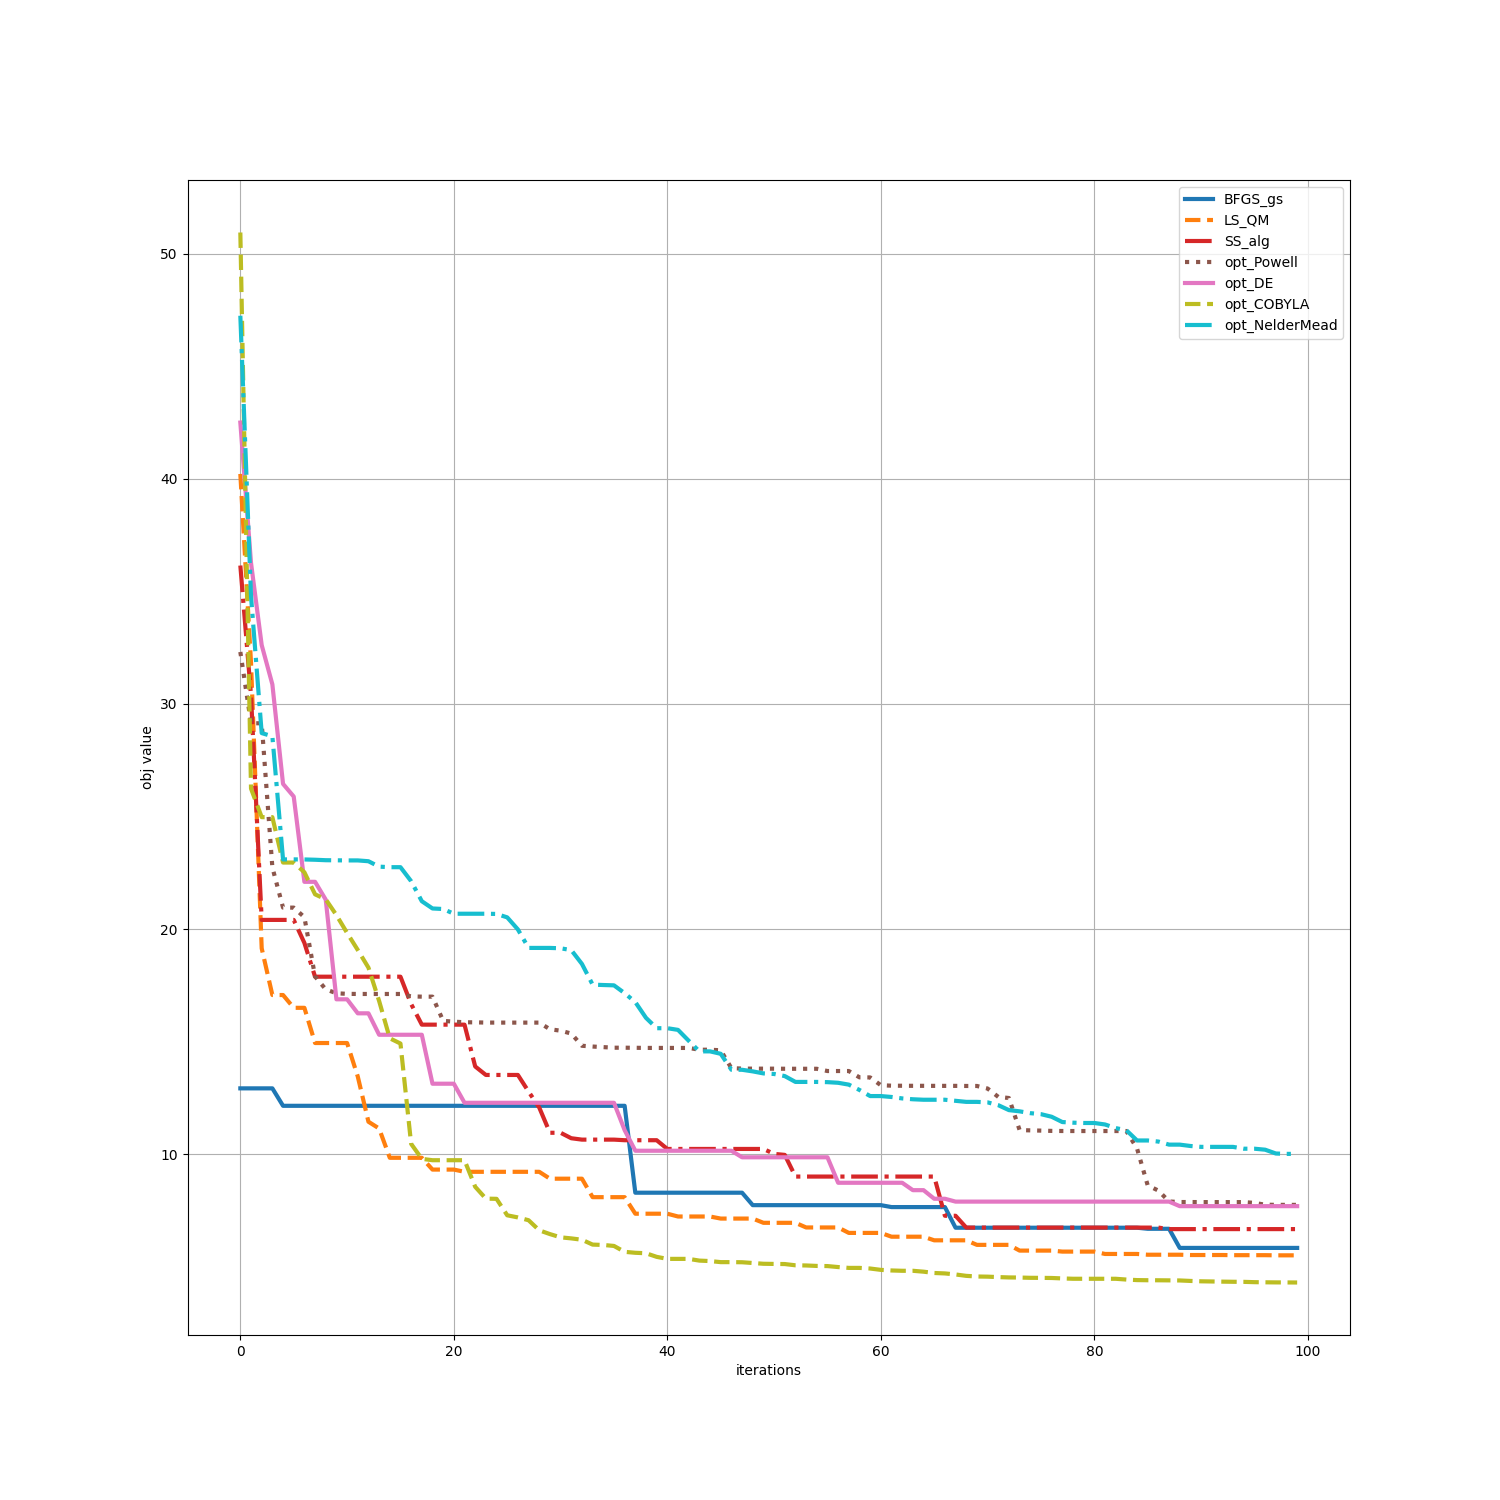 BFGS_gs
LS_QM
SS_alg
opt_Powell
opt_DE
opt_COBYLA
opt_NelderMead
50
40
30
20
10
obj value
0 20 40 60 80 100
iterations